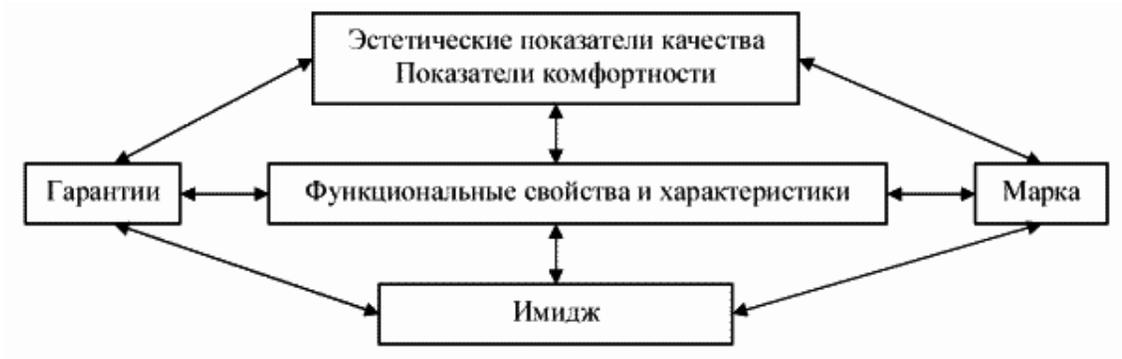 Эстетические показатели качества
Показатели комфортности
Гарантии
Функциональные свойства и характеристики
Марка
Имидж